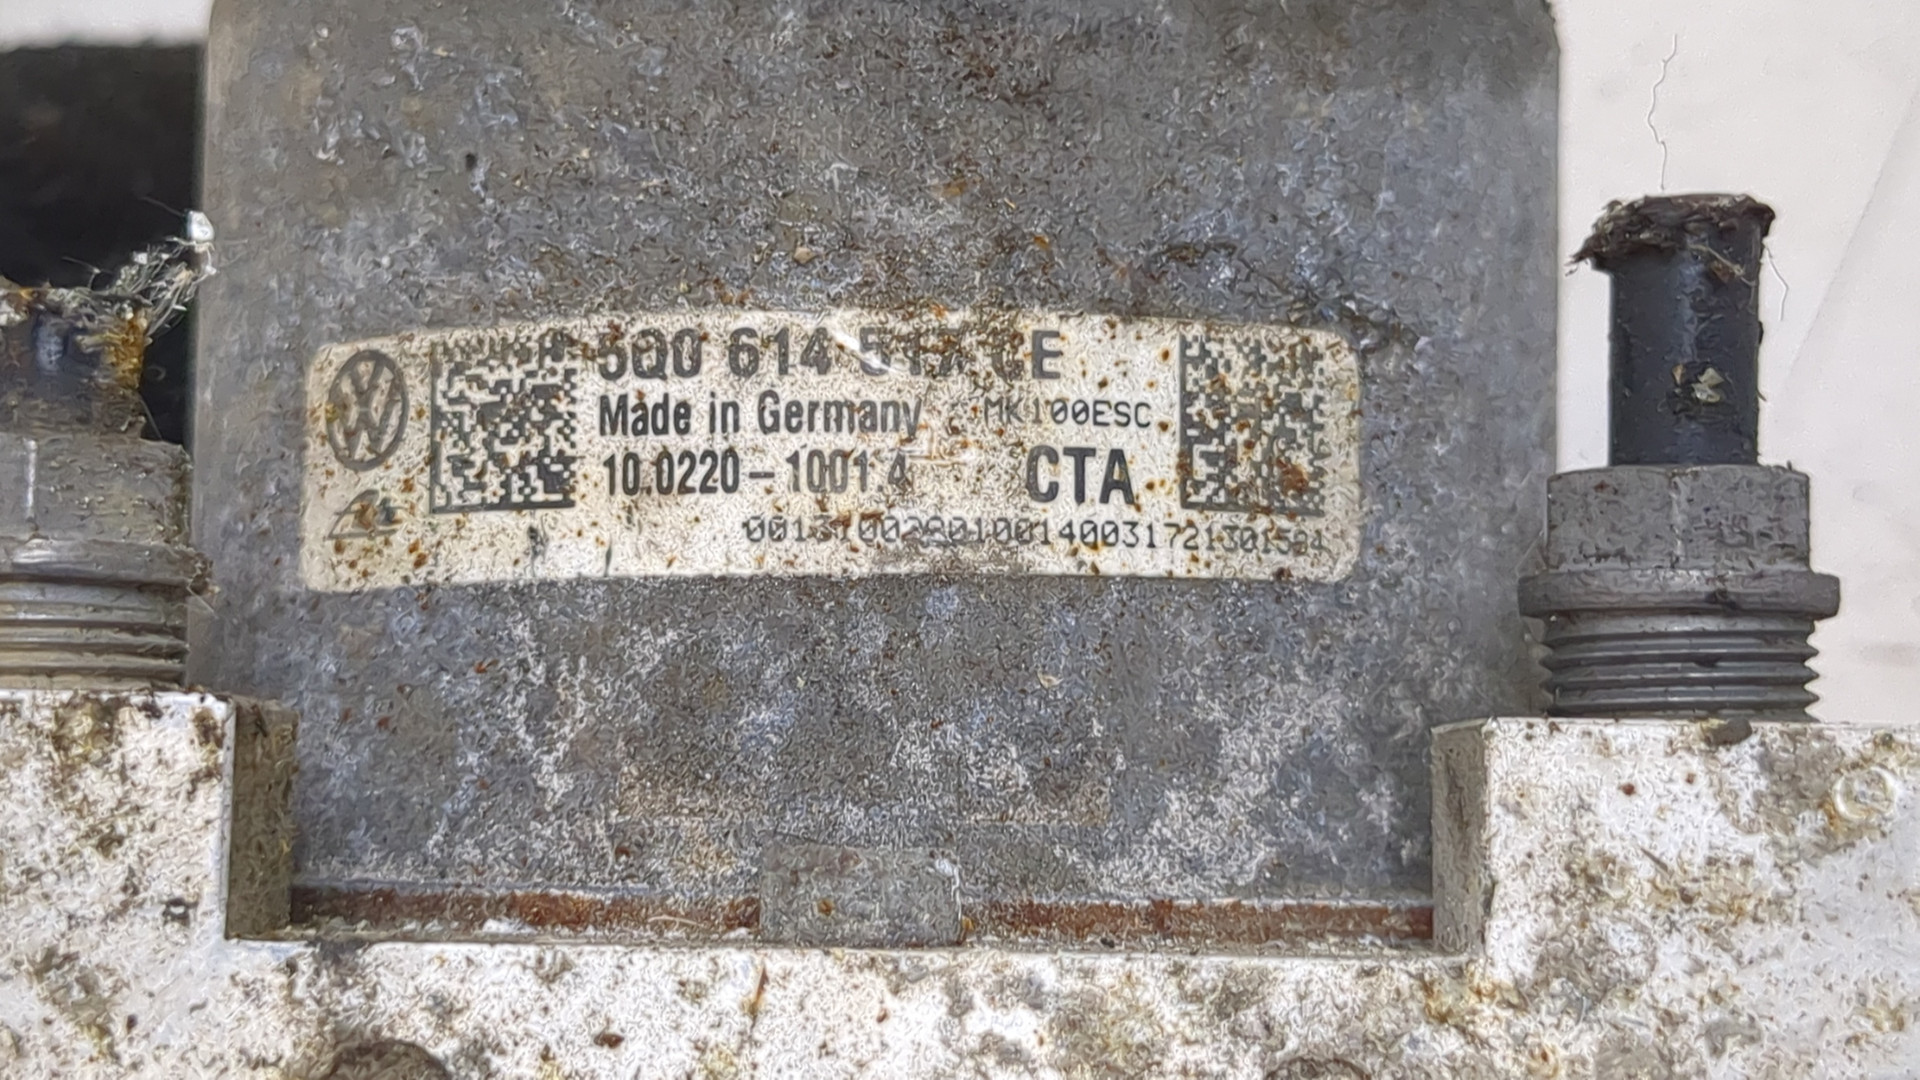 5Q0 614 517 CE
Made in Germany MK100ESC
10.0220-1001.4 CTA